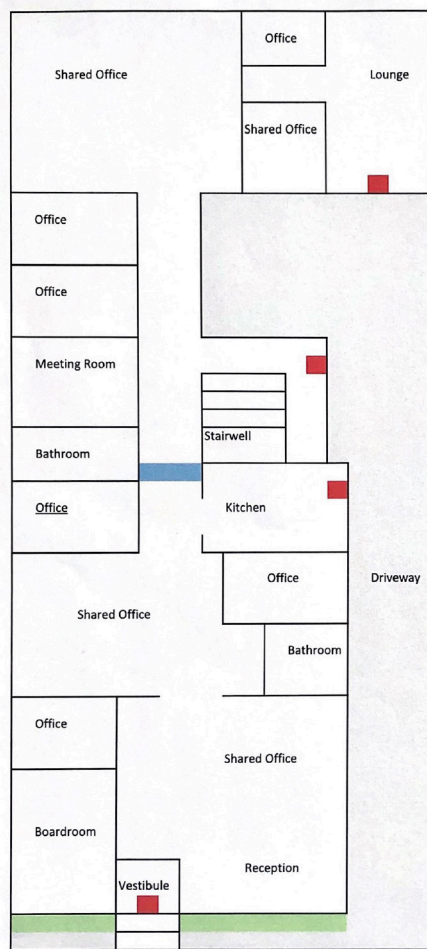 Office
Shared Office
Lounge
Shared Office
Office
Office
Meeting Room
Stairwell
Bathroom
Office
Kitchen
Office
Driveway
Shared Office
Bathroom
Office
Shared Office
Boardroom
Reception
Vestibule